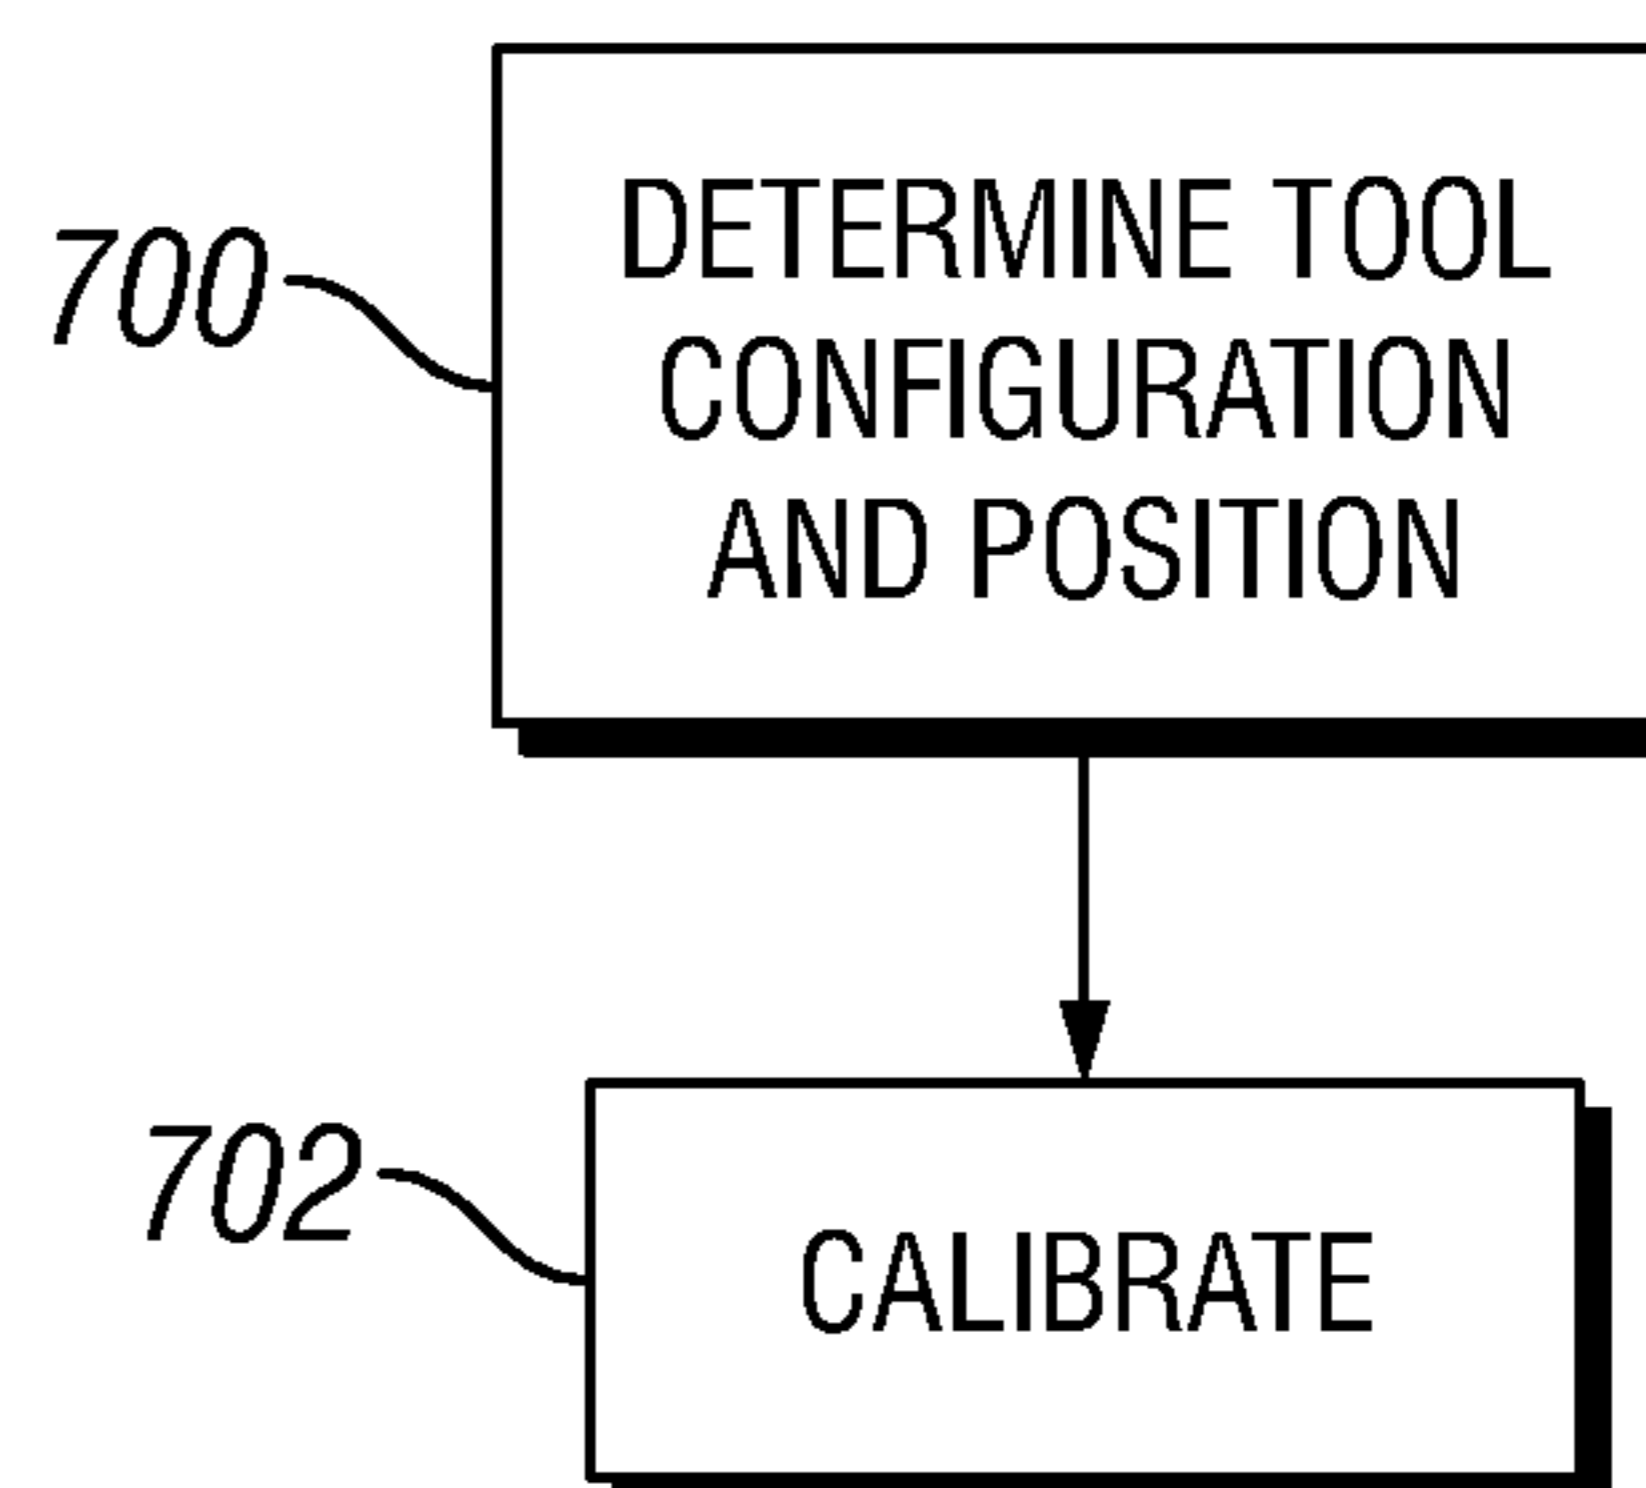 700
DETERMINE TOOL
CONFIGURATION
AND POSITION
702
CALIBRATE